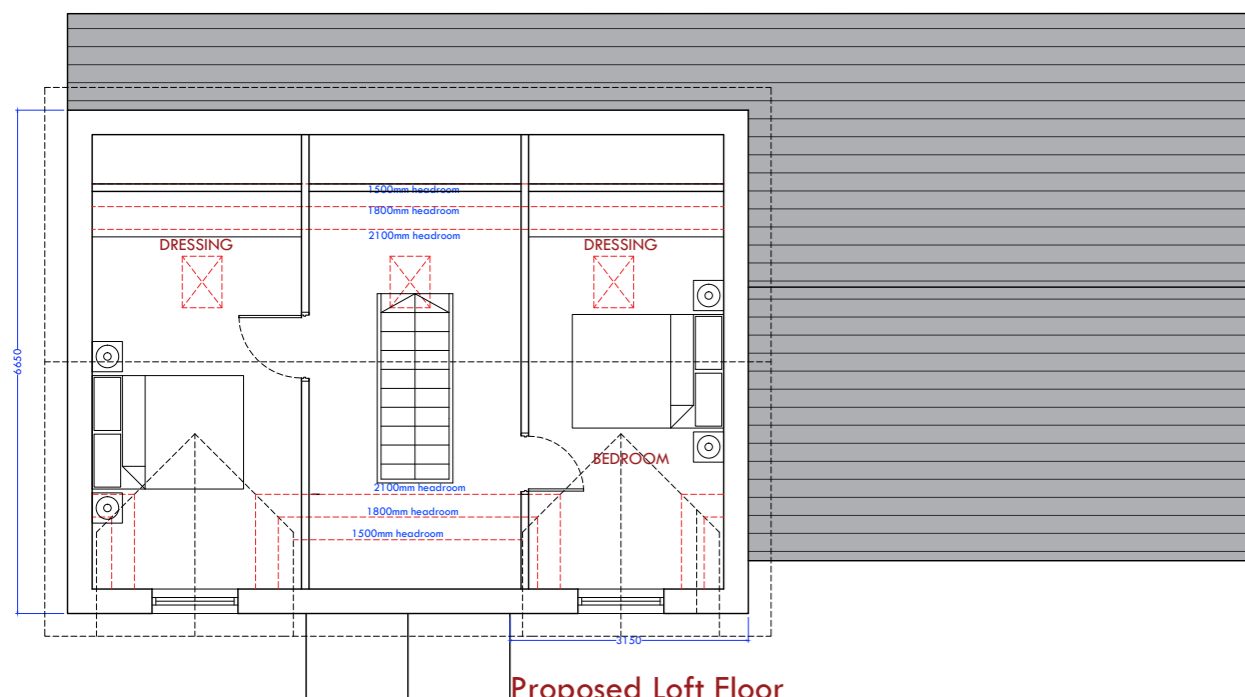 1500mm headroom
1800mm headroom
2100mm headroom
DRESSING
DRESSING
6650
BEDROOM
2100mm headroom
1800mm headroom
1500mm headroom
3150
Proposed Loft Floor